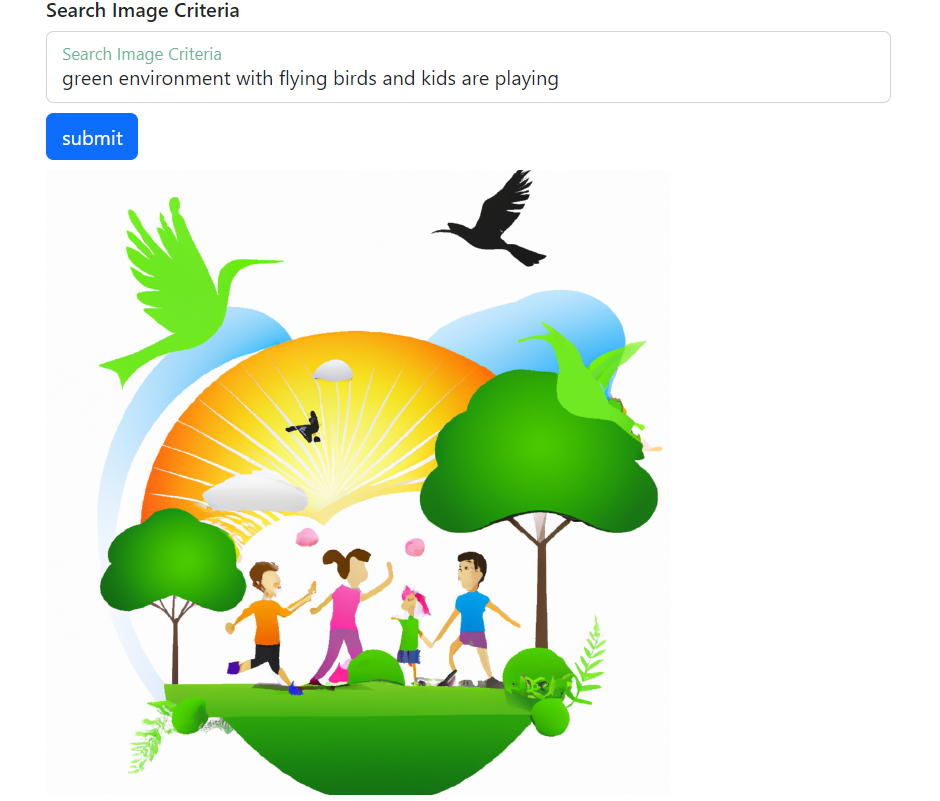 Search Image Criteria
Search Image Criteria
green environment with flying birds and kids are playing
submit